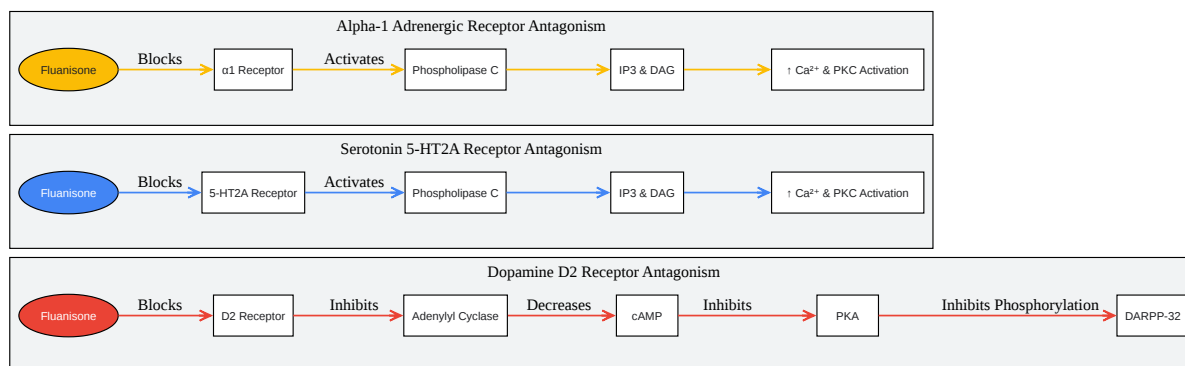 Alpha-1 Adrenergic Receptor Antagonism
Fluanisone
Blocks
α1 Receptor
Activates
Phospholipase C
IP3 & DAG
↑ Ca²⁺ & PKC Activation
Serotonin 5-HT2A Receptor Antagonism
Fluanisone
Blocks
5-HT2A Receptor
Activates
Phospholipase C
IP3 & DAG
↑ Ca²⁺ & PKC Activation
Dopamine D2 Receptor Antagonism
Fluanisone
Blocks
D2 Receptor
Inhibits
Adenylyl Cyclase
Decreases
cAMP
Inhibits
PKA
Inhibits Phosphorylation
DARPP-32